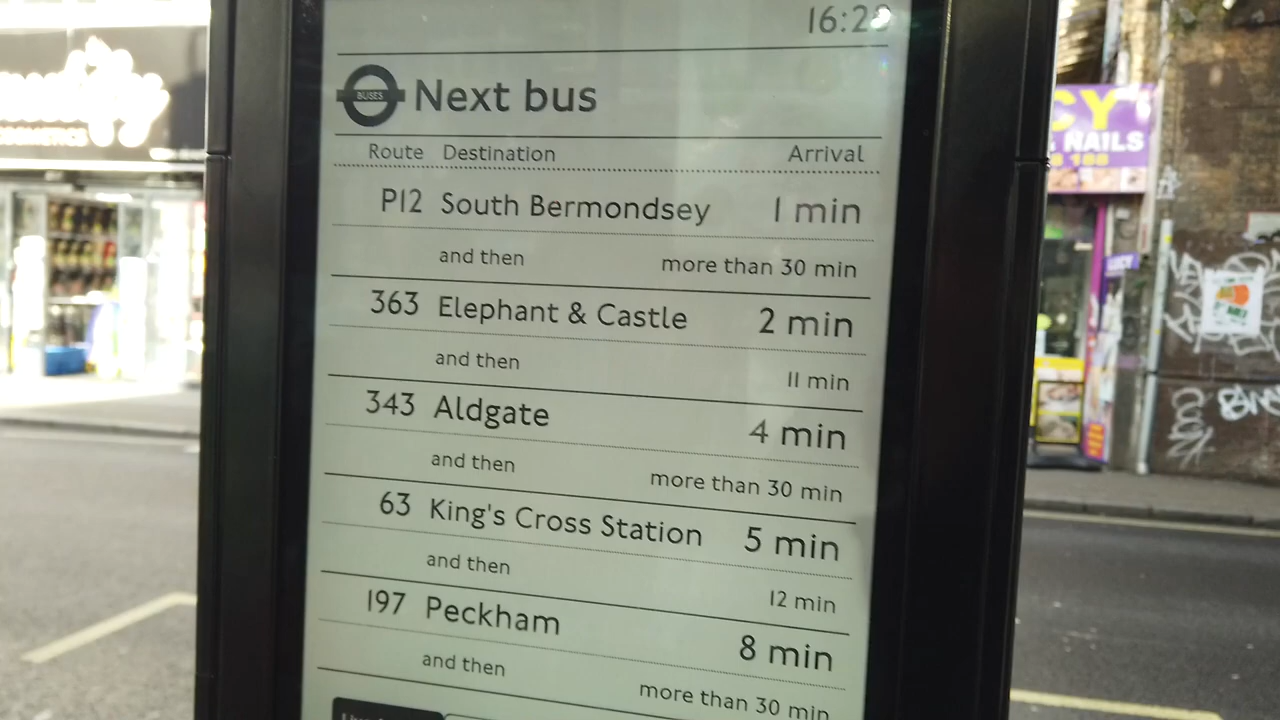 Next bus
BUSES
Route Destination Arrival
P12 South Bermondsey 1 min
and then more than 30 min
363 Elephant & Castle 2 min
and then 11 min
343 Aldgate 4 min
and then more than 30 min
63 King's Cross Station 5 min
and then 12 min
197 Peckham 8 min
and then more than 30 min
CY
NAILS
LUCY